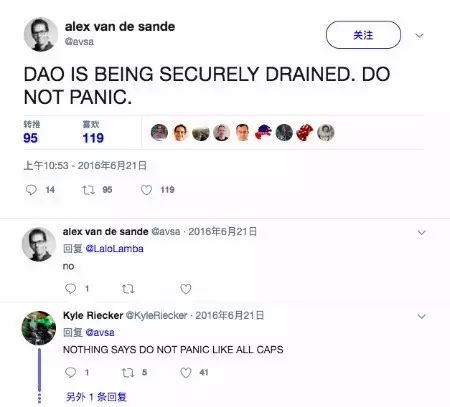 alex van de sande
@avsa
关注
DAO IS BEING SECURELY DRAINED. DO
NOT PANIC.
转推 喜欢
95 119
上午10:53 - 2016年6月21日
14 95 119
alex van de sande @avsa · 2016年6月21日
回复 @LaloLamba
no
1
Kyle Riecker @KyleRiecker · 2016年6月21日
回复 @avsa
NOTHING SAYS DO NOT PANIC LIKE ALL CAPS
1 5 41
另外 1 条回复